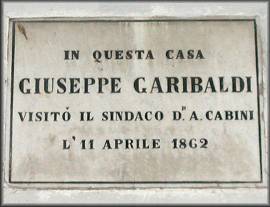 IN QUESTA CASA
GIUSEPPE GARIBALDI
VISITÒ IL SINDACO Dr. A. CABINI
L' 11 APRILE 1862